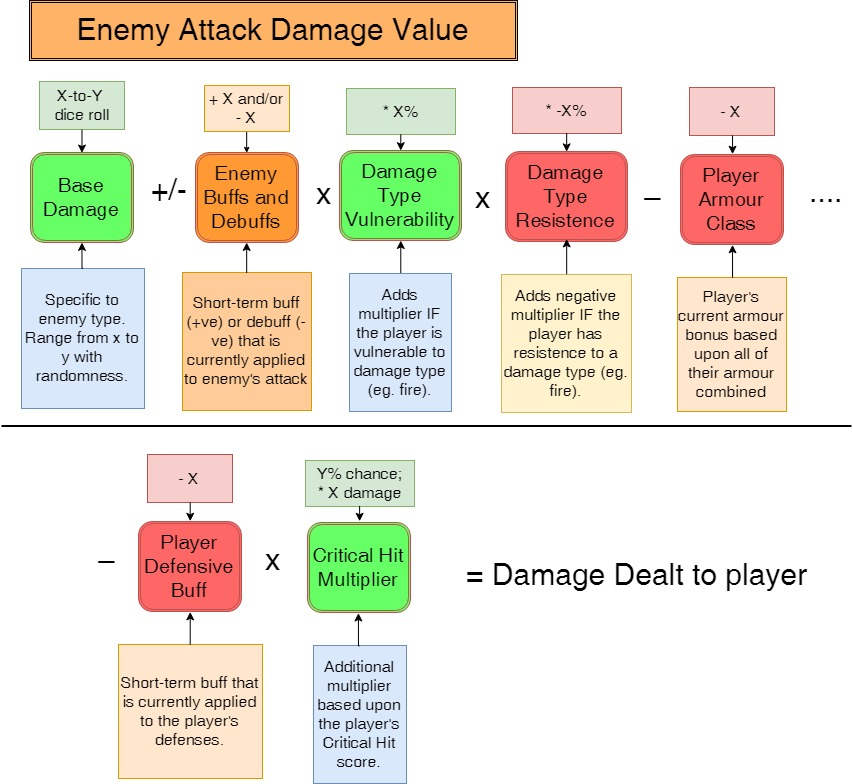 Enemy Attack Damage Value
X-to-Y
dice roll
+ X and/or
- X
* X%
* -X%
- X
Base
Damage
+/-
Enemy
Buffs and
Debuffs
x
Damage
Type
Vulnerability
x
Damage
Type
Resistance
–
Player
Armour
Class
....
Specific to
enemy type.
Range from x to
y with
randomness.
Short-term buff
(+ve) or debuff (-
ve) that is
currently applied
to enemy's attack
Adds
multiplier IF
the player is
vulnerable to
damage type
(eg. fire).
Adds negative
multiplier IF the
player has
resistence to a
damage type (eg.
fire).
Player's
current armour
bonus based
upon all of
their armour
combined
- X
Y% chance;
* X damage
–
Player
Defensive
Buff
x
Critical Hit
Multiplier
= Damage Dealt to player
Short-term buff that
is currently applied
to the player's
defenses.
Additional
multiplier
based upon
the player's
Critical Hit
score.